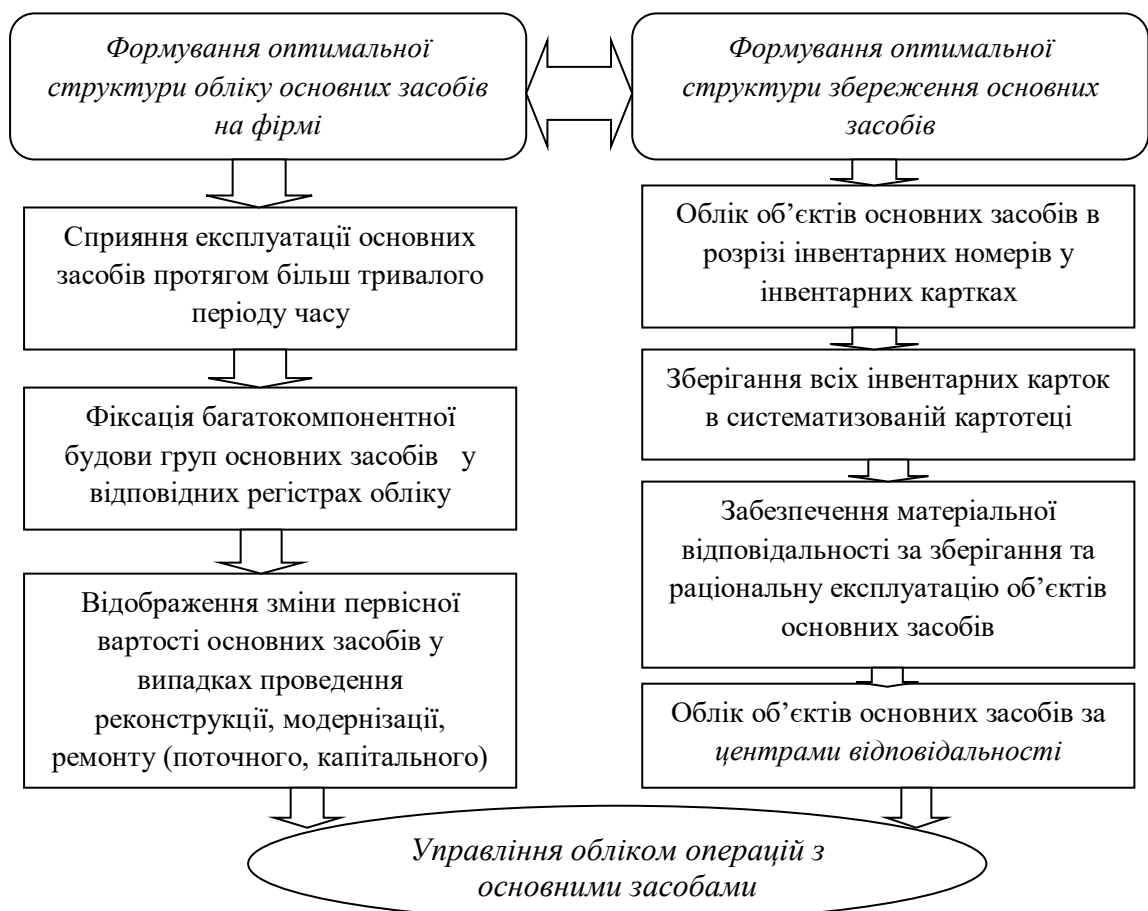 Формування оптимальної
структури обліку основних засобів
на фірмі
Формування оптимальної
структури збереження основних
засобів
Сприяння експлуатації основних
засобів протягом більш тривалого
періоду часу
Фіксація багатокомпонентної
будови груп основних засобів у
відповідних регістрах обліку
Відображення зміни первісної
вартості основних засобів у
випадках проведення
реконструкції, модернізації,
ремонту (поточного, капітального)
Облік об’єктів основних засобів в
розрізі інвентарних номерів у
інвентарних картках
Зберігання всіх інвентарних карток
в систематизованій картотеці
Забезпечення матеріальної
відповідальності за зберігання та
раціональну експлуатацію об’єктів
основних засобів
Облік об’єктів основних засобів за
центрами відповідальності
Управління обліком операцій з
основними засобами